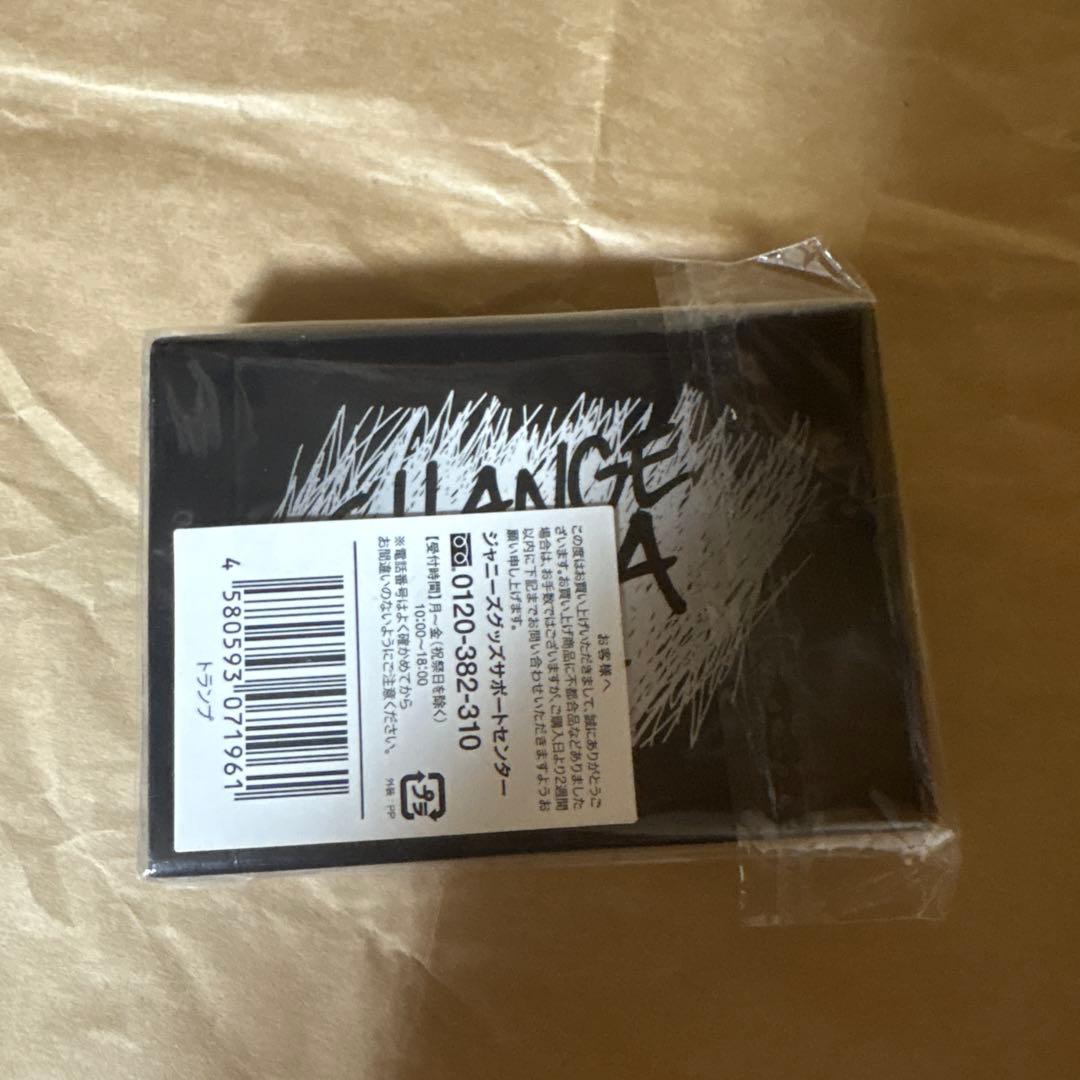 CHANGE
お客様へ
この度はお買い上げいただきまして、誠にありがとうご
ざいます。お買い上げ商品に不都合品などありました
場合は、お手数ではございますが、ご購入日より2週間
以内に下記までお問い合わせいただきますようお
願い申し上げます。
ジャニーズグッズサポートセンター
0120-382-310
【受付時間】月〜金(祝祭日を除く)
10:00〜18:00
※電話番号はよく確かめてから
お間違いのないようにご注意ください。
プラ
外装:PP
4 580593 071961
トランプ